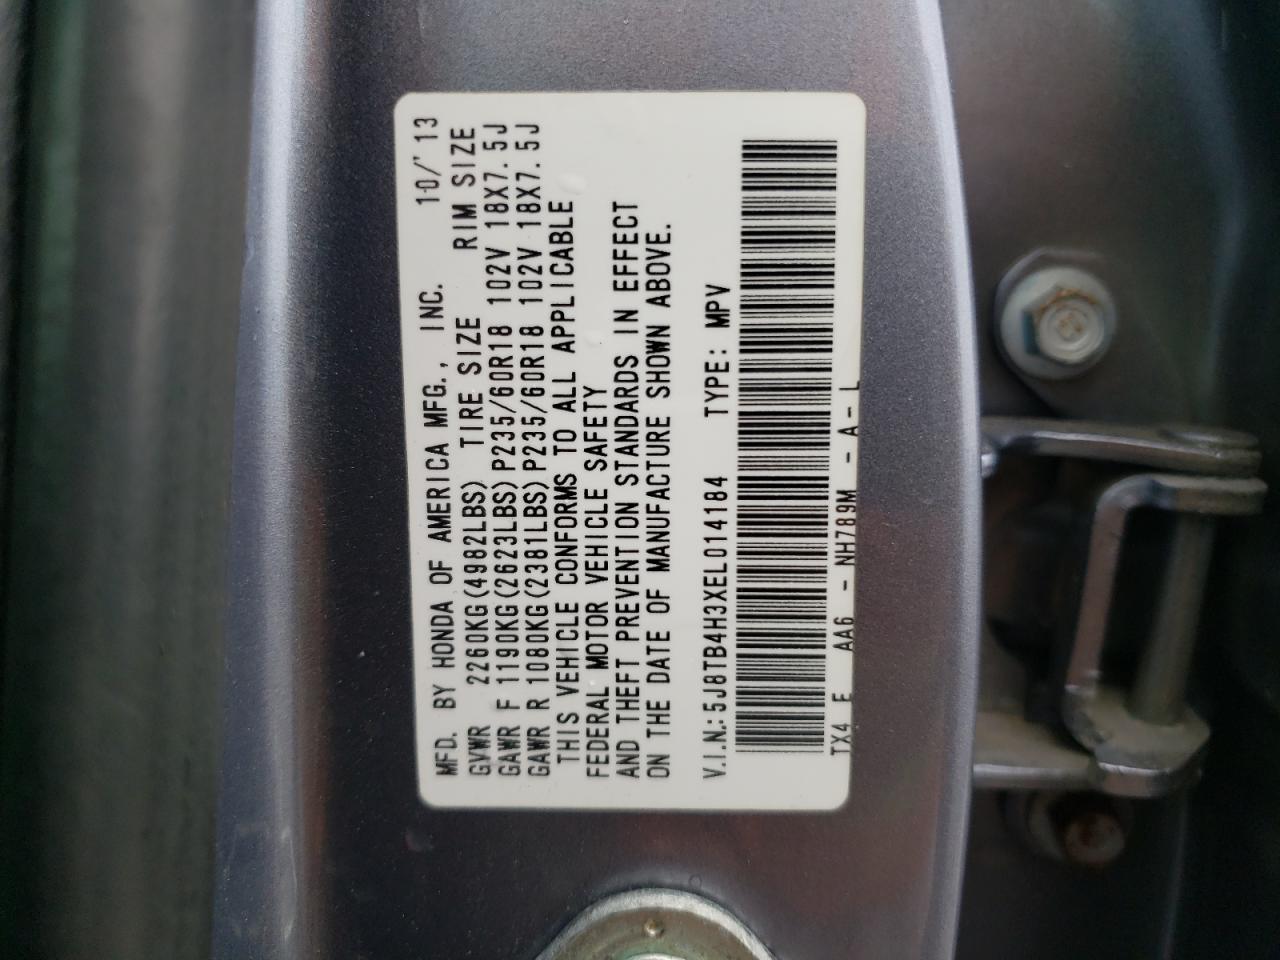 MFD. BY HONDA OF AMERICA MFG., INC. 10/'13
GVWR 2260KG(4982LBS) TIRE SIZE RIM SIZE
GAWR F 1190KG(2623LBS)P235/60R18 102V 18X7.5J
GAWR R 1080KG(2381LBS)P235/60R18 102V 18X7.5J
THIS VEHICLE CONFORMS TO ALL APPLICABLE
FEDERAL MOTOR VEHICLE SAFETY
AND THEFT PREVENTION STANDARDS IN EFFECT
ON THE DATE OF MANUFACTURE SHOWN ABOVE.
V.I.N.: 5J8TB4H3XEL014184 TYPE: MPV
TX4 E AA6 - NH789M - A - L